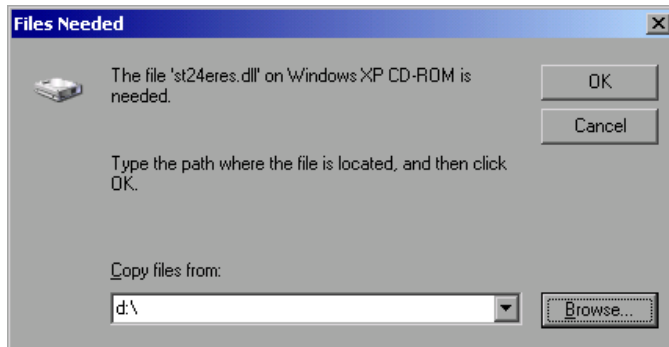 Files Needed
The file 'st24eres.dll' on Windows XP CD-ROM is
needed.
OK
Cancel
Type the path where the file is located, and then click
OK.
Copy files from:
d:\
Browse...